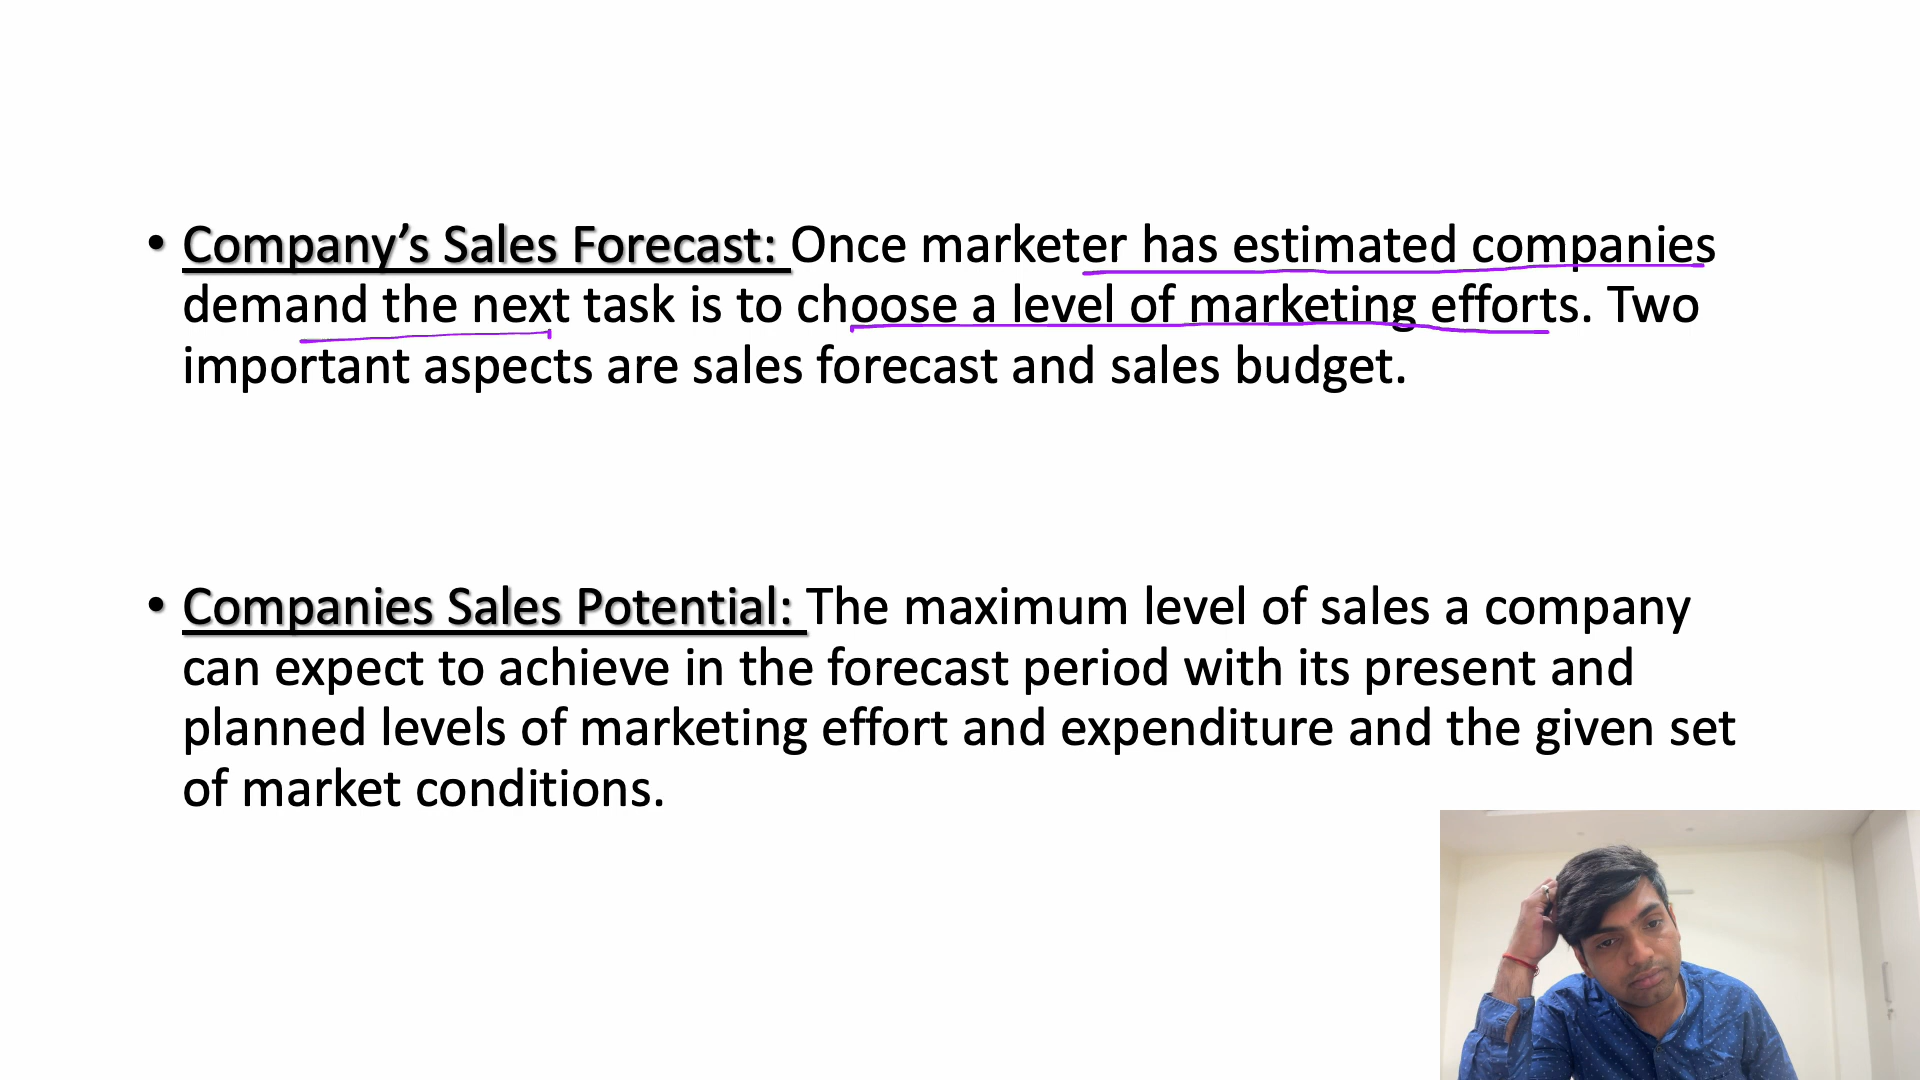 • Company’s Sales Forecast: Once marketer has estimated companies
demand the next task is to choose a level of marketing efforts. Two
important aspects are sales forecast and sales budget.
• Companies Sales Potential: The maximum level of sales a company
can expect to achieve in the forecast period with its present and
planned levels of marketing effort and expenditure and the given set
of market conditions.